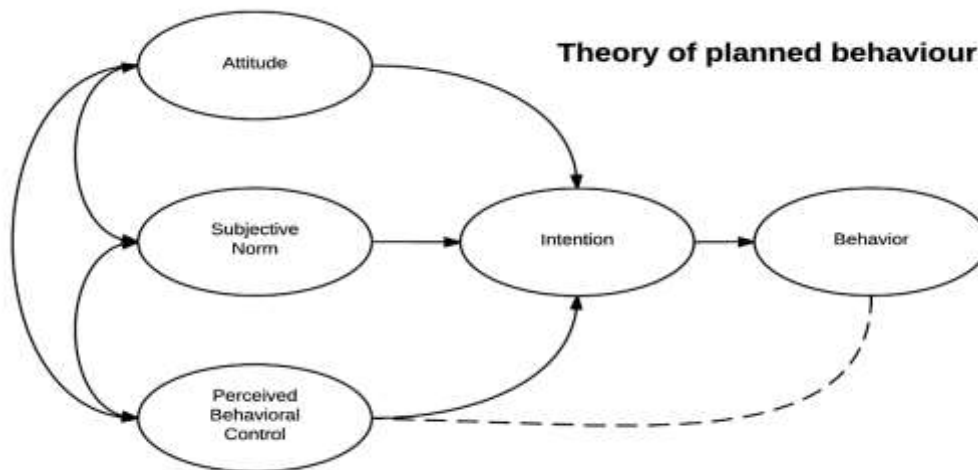 Theory of planned behaviour
Attitude
Subjective
Norm
Intention
Behavior
Perceived
Behavioral
Control